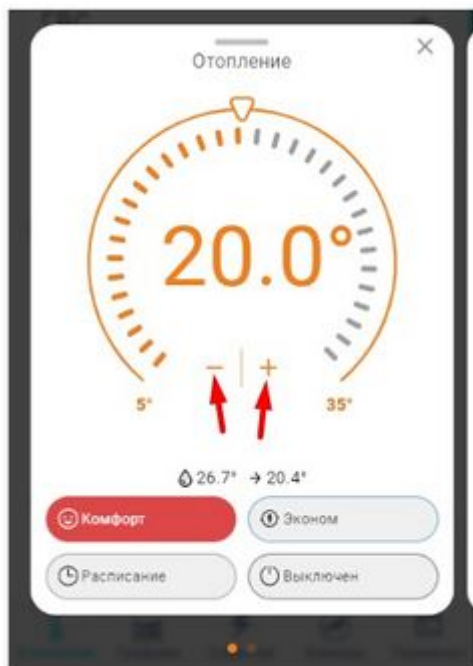 Отопление
20.0°
− +
5° 35°
26.7° → 20.4°
Комфорт Эконом
Расписание Выключен